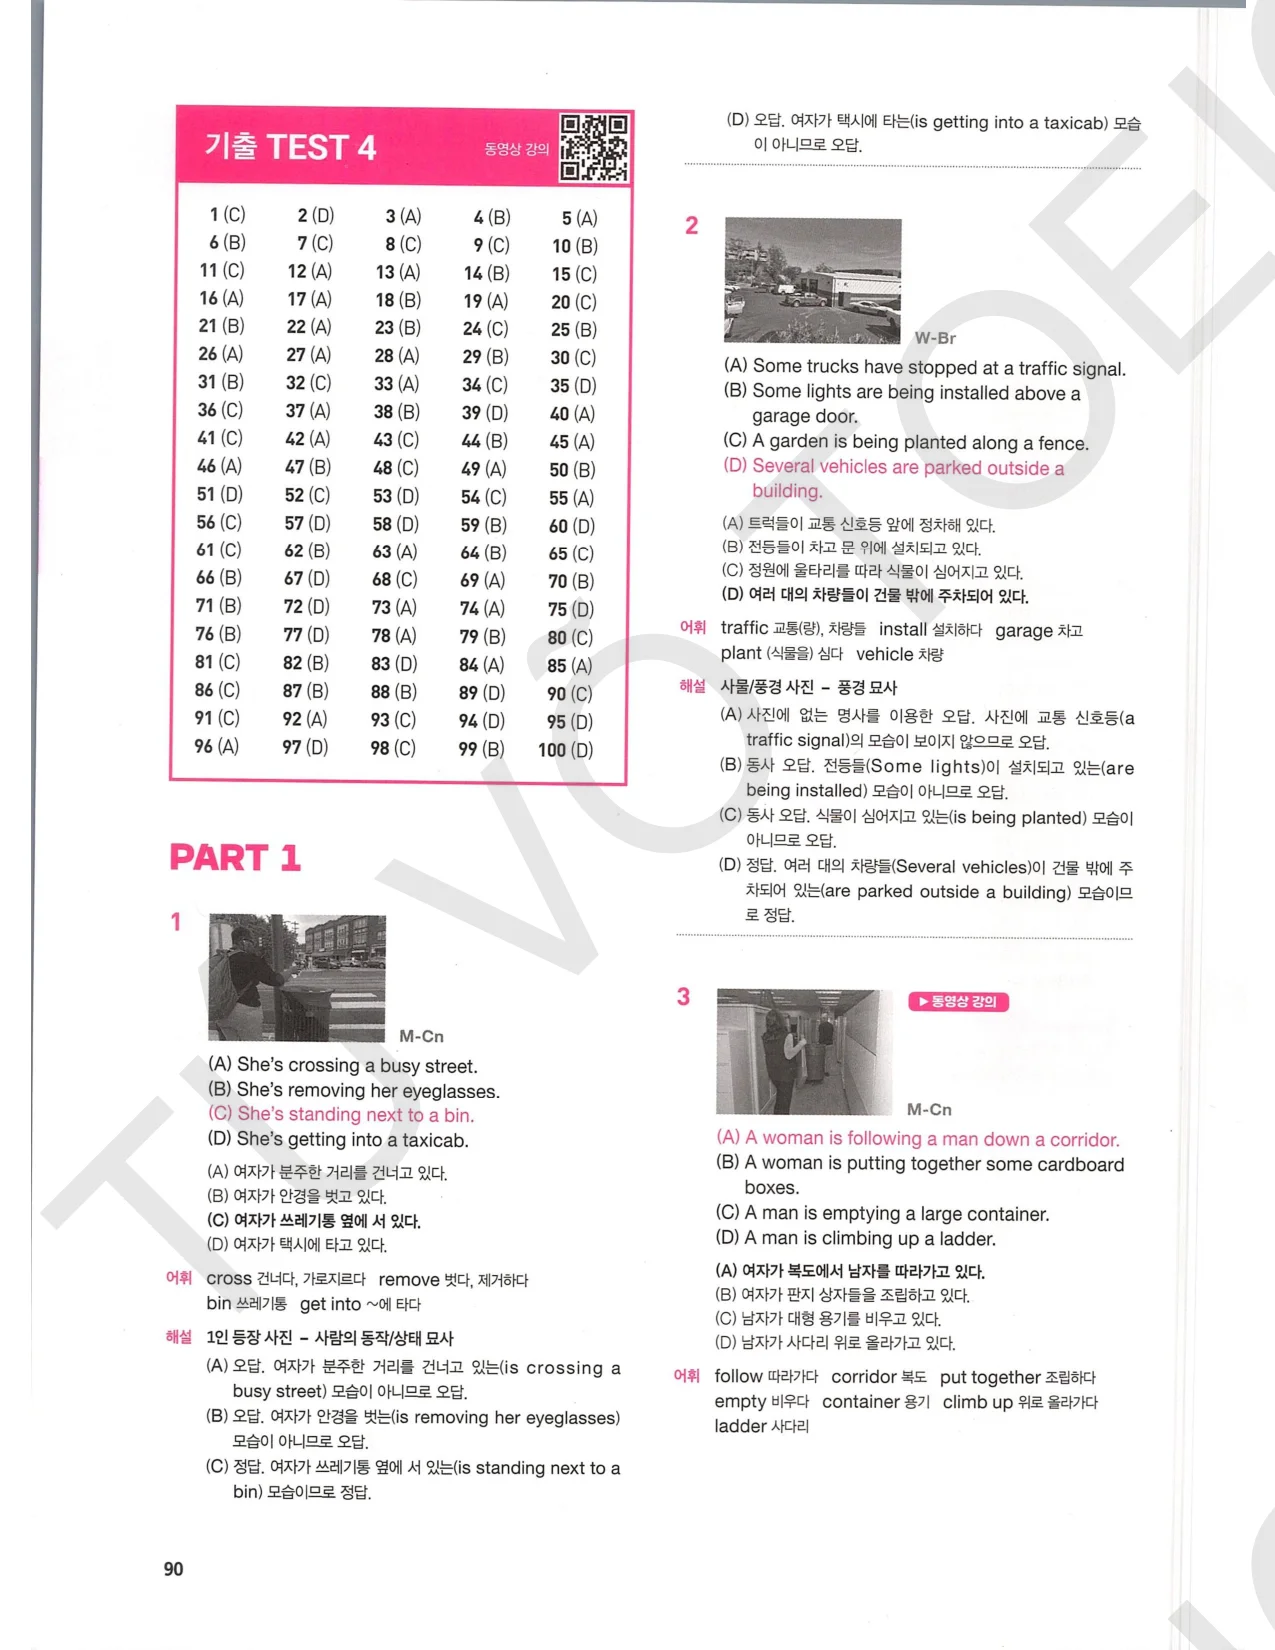 기출 TEST 4
동영상 강의
1 (C) 2 (D) 3 (A) 4 (B) 5 (A)
6 (B) 7 (C) 8 (C) 9 (C) 10 (B)
11 (C) 12 (A) 13 (A) 14 (B) 15 (C)
16 (A) 17 (A) 18 (B) 19 (A) 20 (C)
21 (B) 22 (A) 23 (B) 24 (C) 25 (B)
26 (A) 27 (A) 28 (A) 29 (B) 30 (C)
31 (B) 32 (C) 33 (A) 34 (C) 35 (D)
36 (C) 37 (A) 38 (B) 39 (D) 40 (A)
41 (C) 42 (A) 43 (C) 44 (B) 45 (A)
46 (A) 47 (B) 48 (C) 49 (A) 50 (B)
51 (D) 52 (C) 53 (D) 54 (C) 55 (A)
56 (C) 57 (D) 58 (D) 59 (B) 60 (D)
61 (C) 62 (B) 63 (A) 64 (B) 65 (C)
66 (B) 67 (D) 68 (C) 69 (A) 70 (B)
71 (B) 72 (D) 73 (A) 74 (A) 75 (D)
76 (B) 77 (D) 78 (A) 79 (B) 80 (C)
81 (C) 82 (B) 83 (D) 84 (A) 85 (A)
86 (C) 87 (B) 88 (B) 89 (D) 90 (C)
91 (C) 92 (A) 93 (C) 94 (D) 95 (D)
96 (A) 97 (D) 98 (C) 99 (B) 100 (D)
PART 1
1
M-Cn
(A) She's crossing a busy street.
(B) She's removing her eyeglasses.
(C) She's standing next to a bin.
(D) She's getting into a taxicab.
(A) 여자가 분주한 거리를 건너고 있다.
(B) 여자가 안경을 벗고 있다.
(C) 여자가 쓰레기통 옆에 서 있다.
(D) 여자가 택시에 타고 있다.
어휘 cross 건너다, 가로지르다 remove 벗다, 제거하다
bin 쓰레기통 get into ~에 타다
해설 1인 등장 사진 – 사람의 동작/상태 묘사
(A) 오답. 여자가 분주한 거리를 건너고 있는(is crossing a
busy street) 모습이 아니므로 오답.
(B) 오답. 여자가 안경을 벗는(is removing her eyeglasses)
모습이 아니므로 오답.
(C) 정답. 여자가 쓰레기통 옆에 서 있는(is standing next to a
bin) 모습이므로 정답.
(D) 오답. 여자가 택시에 타는(is getting into a taxicab) 모습
이 아니므로 오답.
2
W-Br
(A) Some trucks have stopped at a traffic signal.
(B) Some lights are being installed above a
garage door.
(C) A garden is being planted along a fence.
(D) Several vehicles are parked outside a
building.
(A) 트럭들이 교통 신호등 앞에 정차해 있다.
(B) 전등들이 차고 문 위에 설치되고 있다.
(C) 정원에 울타리를 따라 식물이 심어지고 있다.
(D) 여러 대의 차량들이 건물 밖에 주차되어 있다.
어휘 traffic 교통(량), 차량들 install 설치하다 garage 차고
plant (식물을) 심다 vehicle 차량
해설 사물/풍경 사진 – 풍경 묘사
(A) 사진에 없는 명사를 이용한 오답. 사진에 교통 신호등(a
traffic signal)의 모습이 보이지 않으므로 오답.
(B) 동사 오답. 전등들(Some lights)이 설치되고 있는(are
being installed) 모습이 아니므로 오답.
(C) 동사 오답. 식물이 심어지고 있는(is being planted) 모습이
아니므로 오답.
(D) 정답. 여러 대의 차량들(Several vehicles)이 건물 밖에 주
차되어 있는(are parked outside a building) 모습이므
로 정답.
3
▶ 동영상 강의
M-Cn
(A) A woman is following a man down a corridor.
(B) A woman is putting together some cardboard
boxes.
(C) A man is emptying a large container.
(D) A man is climbing up a ladder.
(A) 여자가 복도에서 남자를 따라가고 있다.
(B) 여자가 판지 상자들을 조립하고 있다.
(C) 남자가 대형 용기를 비우고 있다.
(D) 남자가 사다리 위로 올라가고 있다.
어휘 follow 따라가다 corridor 복도 put together 조립하다
empty 비우다 container 용기 climb up 위로 올라가다
ladder 사다리
90
TU VÕ TOEIC